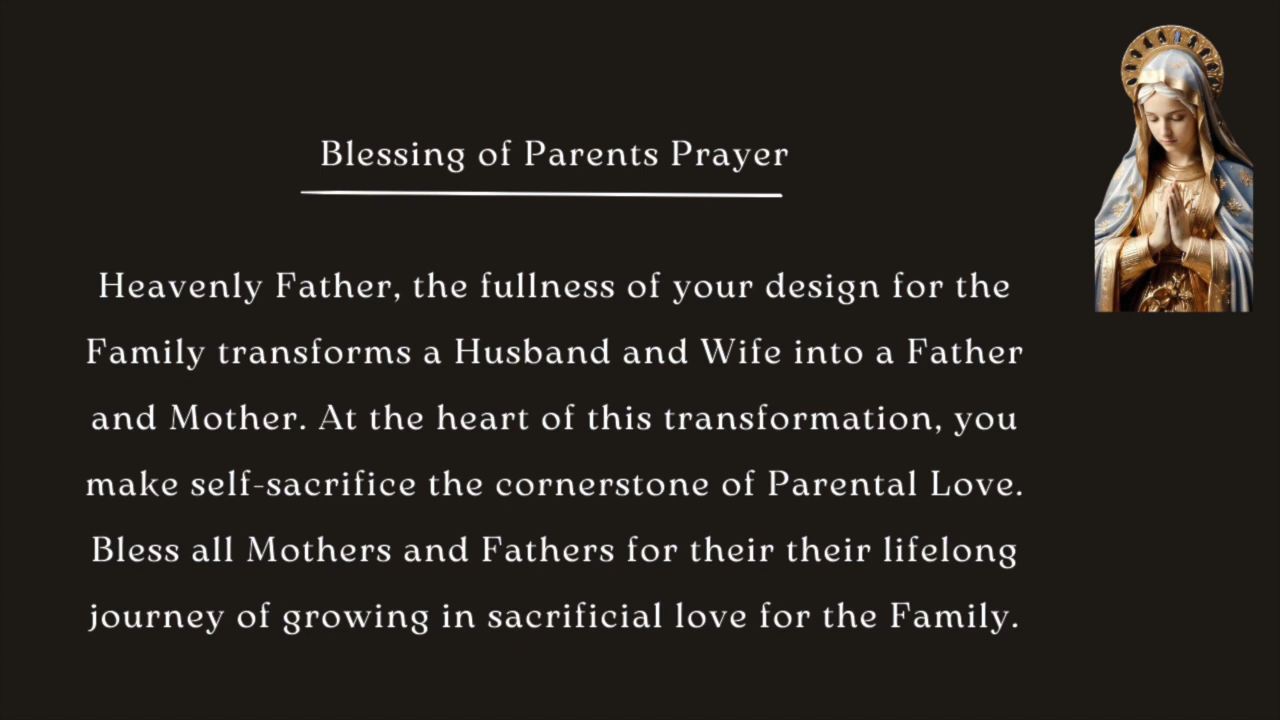 Blessing of Parents Prayer
Heavenly Father, the fullness of your design for the
Family transforms a Husband and Wife into a Father
and Mother. At the heart of this transformation, you
make self-sacrifice the cornerstone of Parental Love.
Bless all Mothers and Fathers for their their lifelong
journey of growing in sacrificial love for the Family.